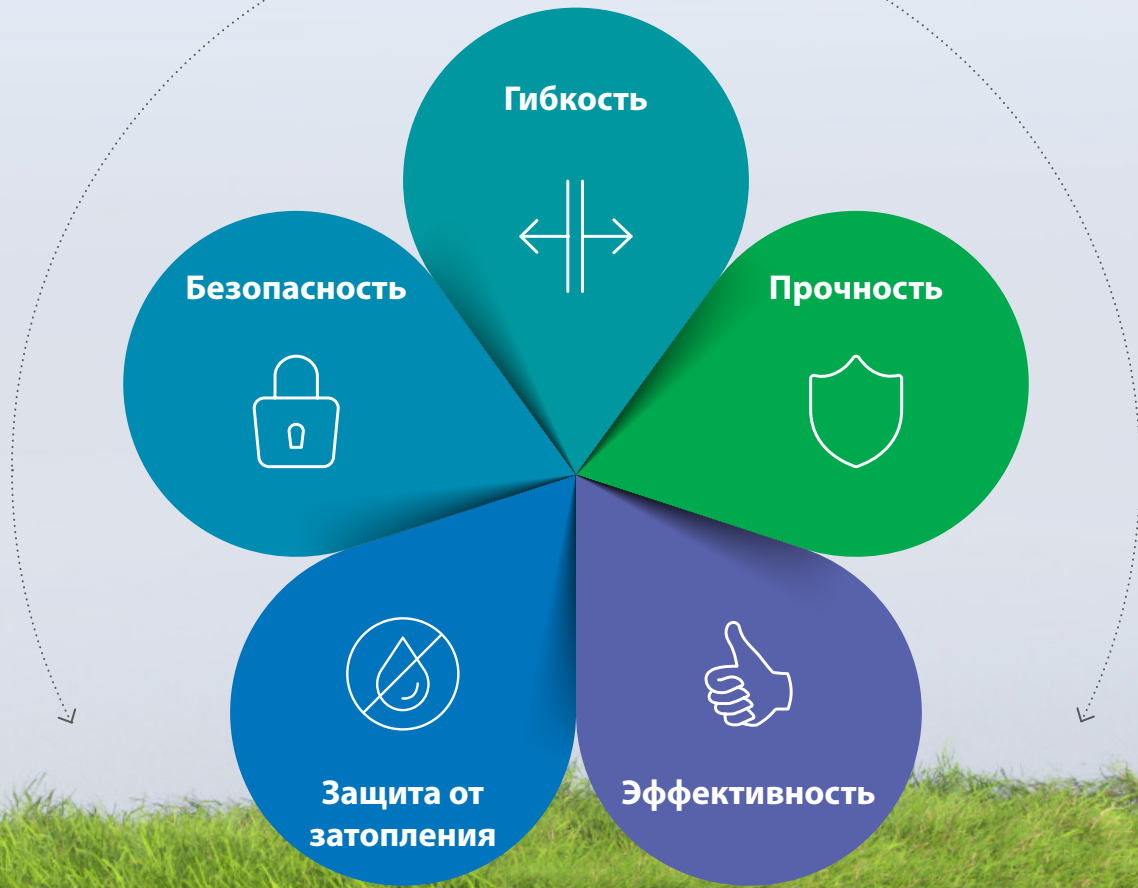 Гибкость
Безопасность
Прочность
Защита от
затопления
Эффективность